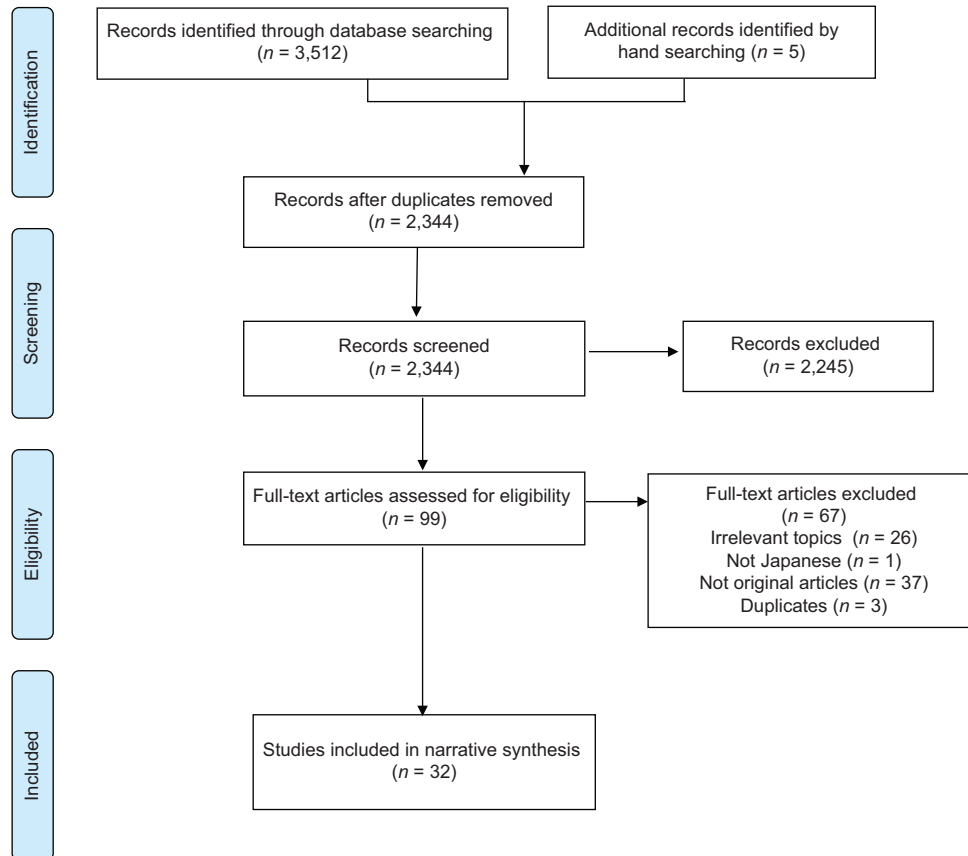 Identification
Records identified through database searching
(n = 3,512)
Additional records identified by
hand searching (n = 5)
Records after duplicates removed
(n = 2,344)
Screening
Records screened
(n = 2,344)
Records excluded
(n = 2,245)
Eligibility
Full-text articles assessed for eligibility
(n = 99)
Full-text articles excluded
(n = 67)
Irrelevant topics (n = 26)
Not Japanese (n = 1)
Not original articles (n = 37)
Duplicates (n = 3)
Included
Studies included in narrative synthesis
(n = 32)